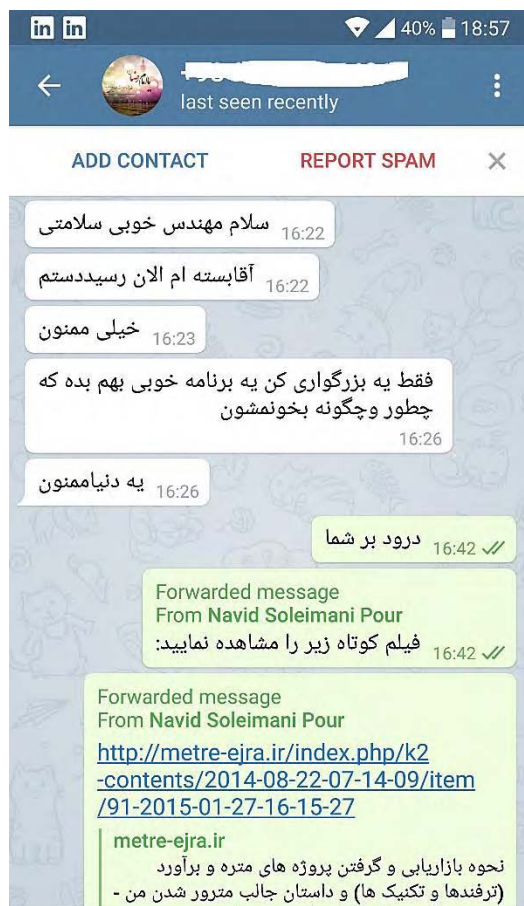 in in 40% 18:57
last seen recently
ADD CONTACT REPORT SPAM
سلام مهندس خوبی سلامتی 16:22
آقابسته ام الان رسیددستم 16:22
خیلی ممنون 16:23
فقط یه بزرگواری کن یه برنامه خوبی بهم بده که
چطور وچگونه بخونمشون
16:26
یه دنیاممنون 16:26
درود بر شما 16:42
Forwarded message
From Navid Soleimani Pour
فیلم کوتاه زیر را مشاهده نمایید: 16:42
Forwarded message
From Navid Soleimani Pour
http://metre-ejra.ir/index.php/k2
-contents/2014-08-22-07-14-09/item
/91-2015-01-27-16-15-27
metre-ejra.ir
نحوه بازاریابی و گرفتن پروژه های متره و برآورد
(ترفندها و تکنیک ها) و داستان جالب مترور شدن من -